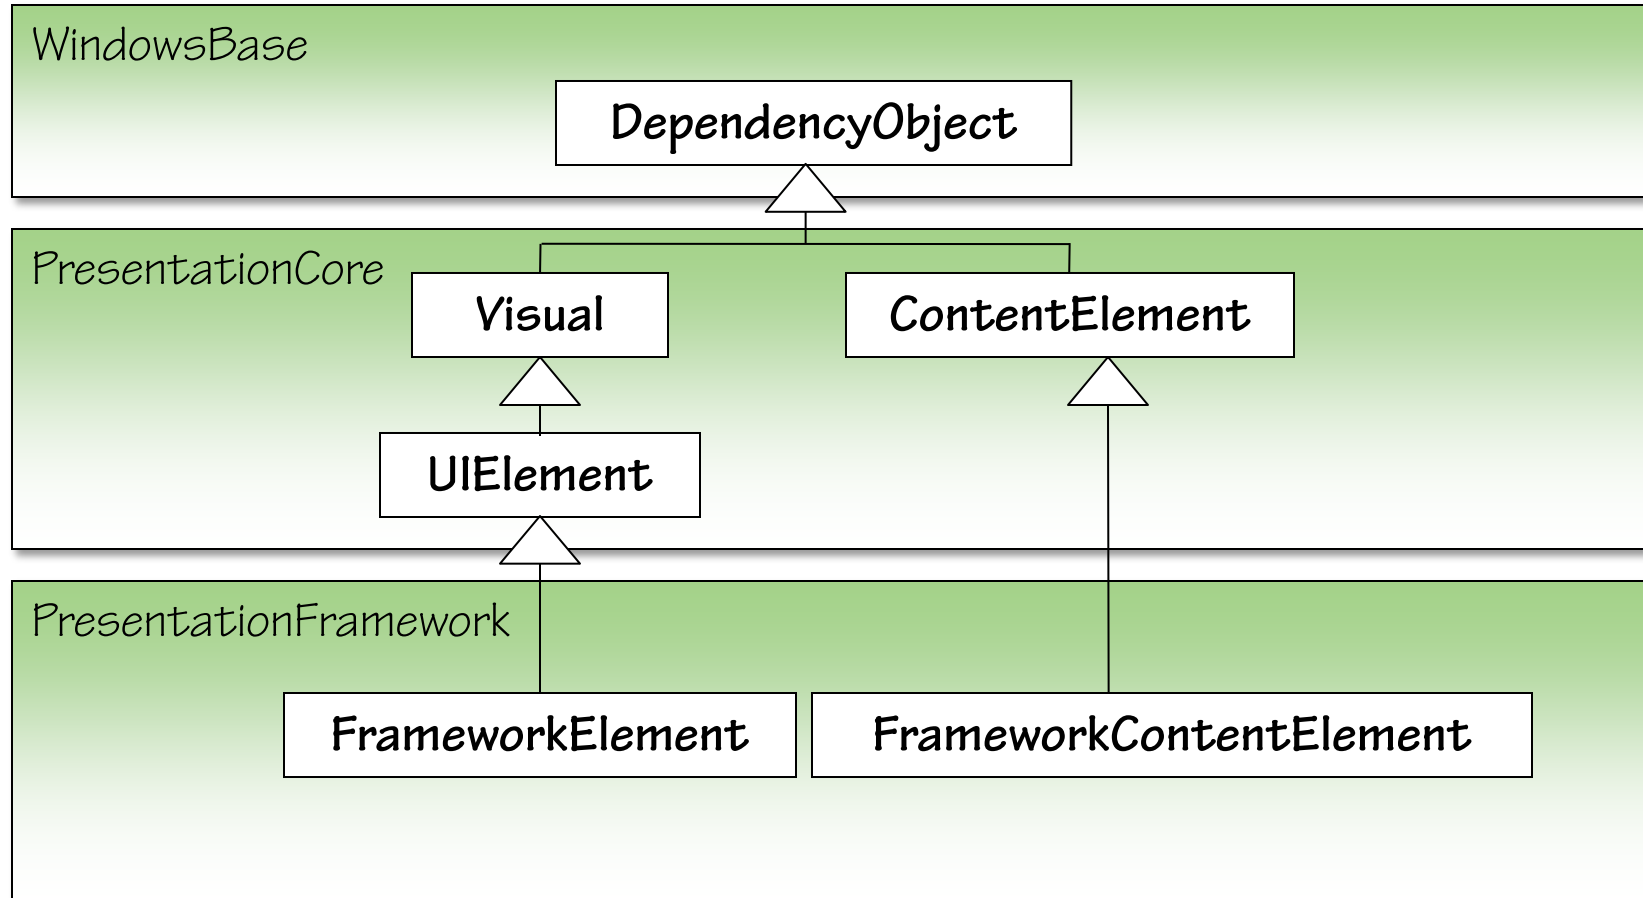 WindowsBase
DependencyObject
PresentationCore
Visual
ContentElement
UIElement
PresentationFramework
FrameworkElement
FrameworkContentElement